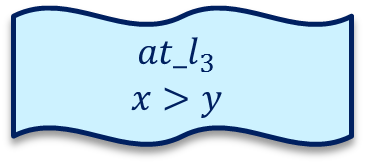 at_l₃
x > y